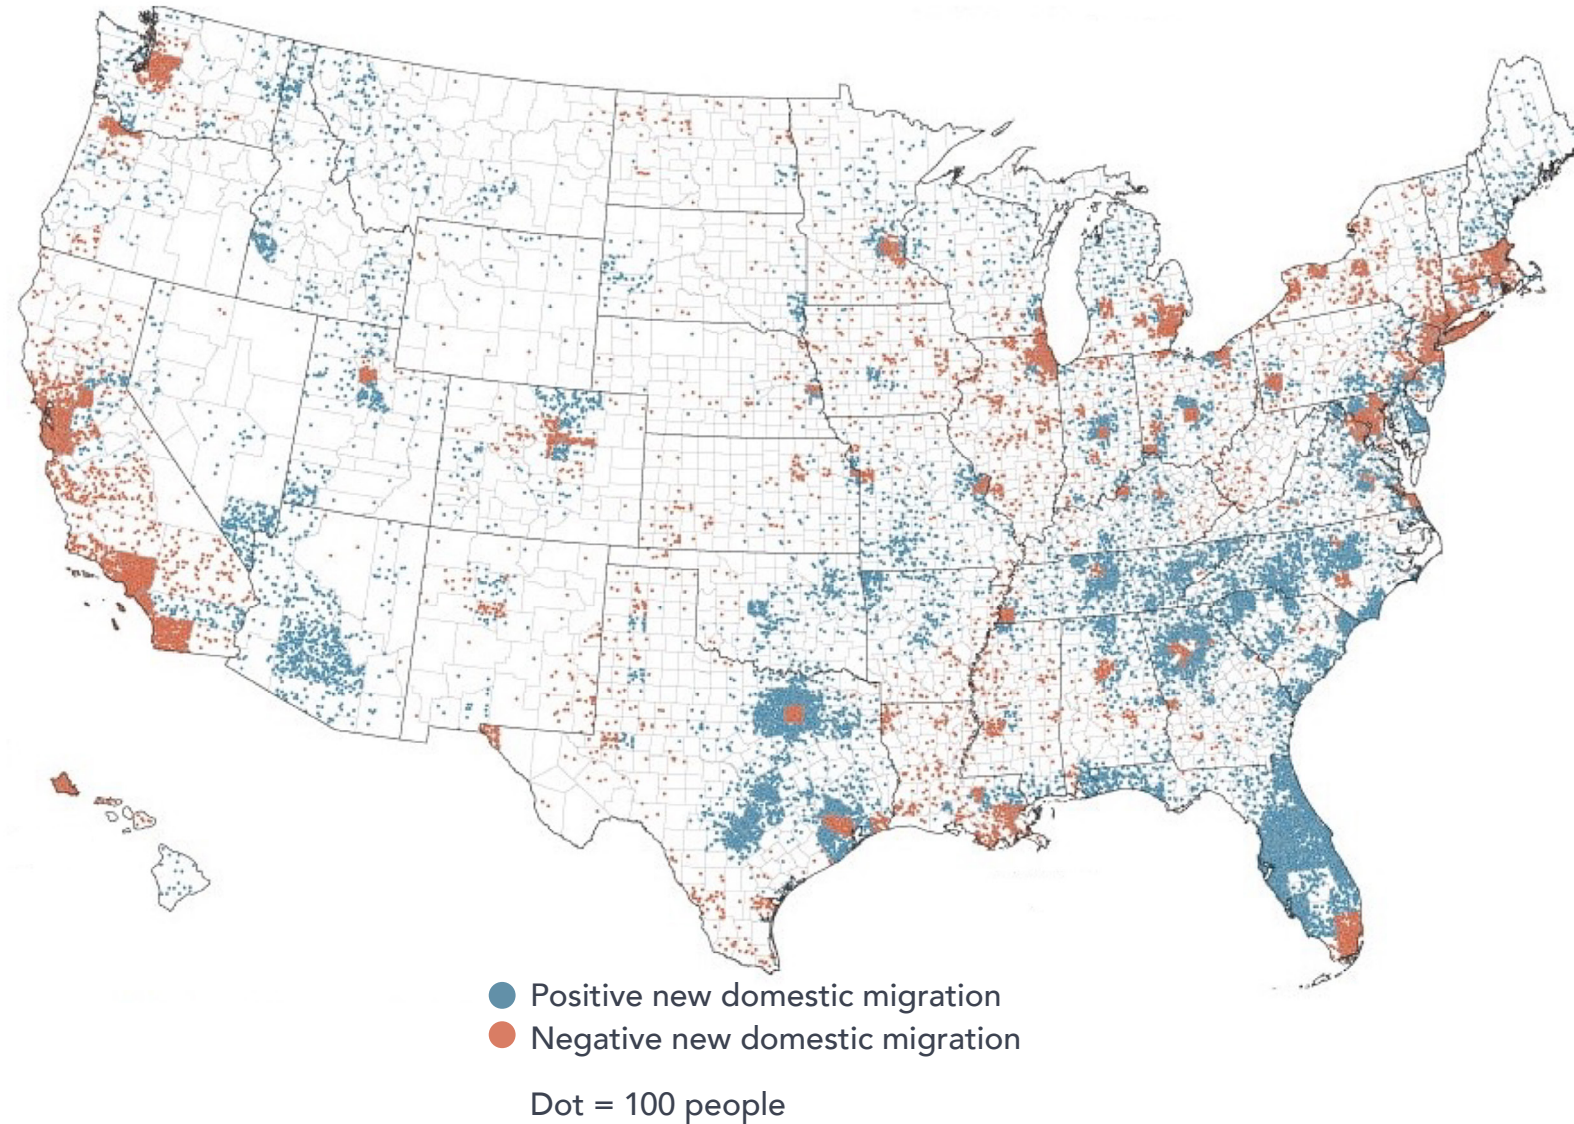 Positive new domestic migration
Negative new domestic migration
Dot = 100 people